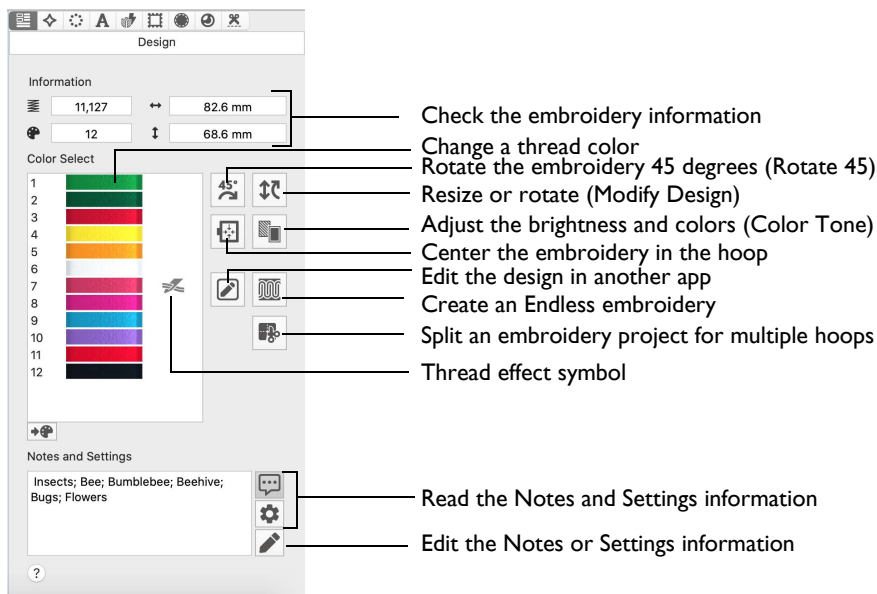 A
Design
Information
11,127
82.6 mm
12
68.6 mm
Check the embroidery information
Color Select
Change a thread color
Rotate the embroidery 45 degrees (Rotate 45)
1
45°
Resize or rotate (Modify Design)
2
3
Adjust the brightness and colors (Color Tone)
4
Center the embroidery in the hoop
5
Edit the design in another app
6
7
Create an Endless embroidery
8
9
Split an embroidery project for multiple hoops
10
11
12
Thread effect symbol
Notes and Settings
Insects; Bee; Bumblebee; Beehive;
Bugs; Flowers
Read the Notes and Settings information
Edit the Notes or Settings information
?